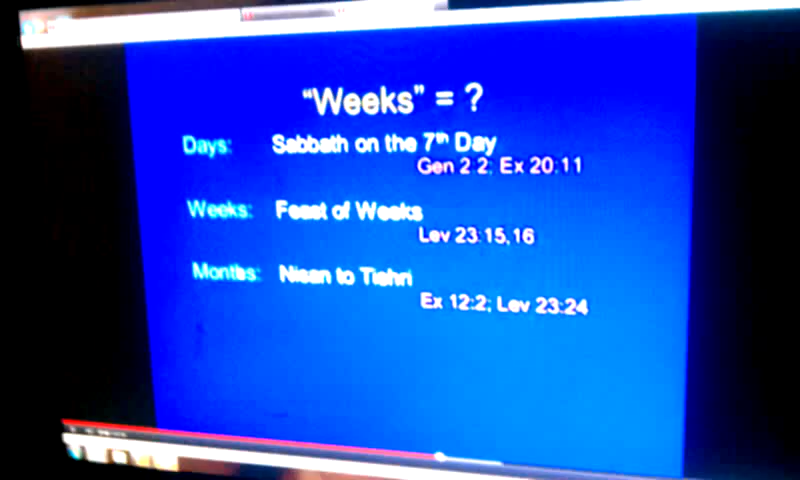 "Weeks" = ?
Days: Sabbath on the 7th Day
Gen 2:2; Ex 20:11
Weeks: Feast of Weeks
Lev 23:15,16
Months: Nisan to Tishri
Ex 12:2; Lev 23:24